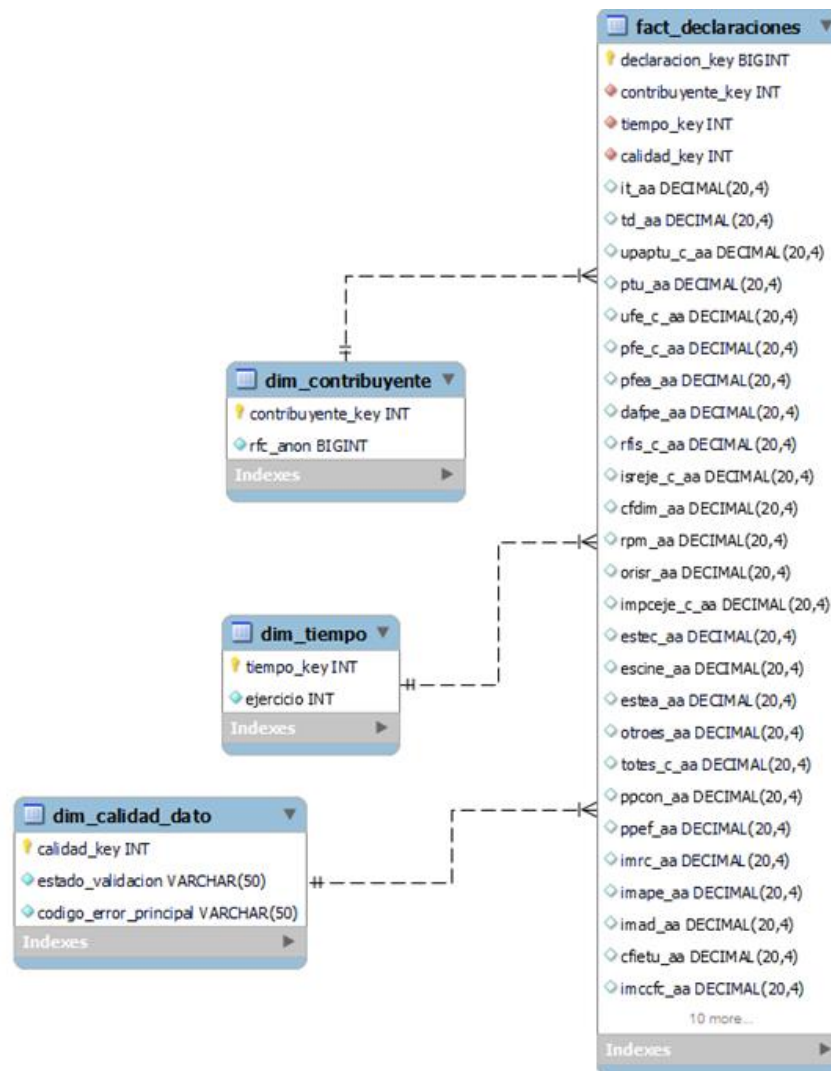 fact_declaraciones
declaracion_key BIGINT
contribuyente_key INT
tiempo_key INT
calidad_key INT
it_aa DECIMAL(20,4)
td_aa DECIMAL(20,4)
upaptu_c_aa DECIMAL(20,4)
ptu_aa DECIMAL(20,4)
ufe_c_aa DECIMAL(20,4)
pfe_c_aa DECIMAL(20,4)
pfea_aa DECIMAL(20,4)
dafpe_aa DECIMAL(20,4)
rfis_c_aa DECIMAL(20,4)
isreje_c_aa DECIMAL(20,4)
cfdim_aa DECIMAL(20,4)
rpm_aa DECIMAL(20,4)
orisr_aa DECIMAL(20,4)
impceje_c_aa DECIMAL(20,4)
estec_aa DECIMAL(20,4)
escine_aa DECIMAL(20,4)
estea_aa DECIMAL(20,4)
otroes_aa DECIMAL(20,4)
totes_c_aa DECIMAL(20,4)
ppcon_aa DECIMAL(20,4)
ppef_aa DECIMAL(20,4)
imrc_aa DECIMAL(20,4)
imape_aa DECIMAL(20,4)
imad_aa DECIMAL(20,4)
cfietu_aa DECIMAL(20,4)
imccfc_aa DECIMAL(20,4)
10 more...
Indexes
dim_contribuyente
contribuyente_key INT
rfc_anon BIGINT
Indexes
dim_tiempo
tiempo_key INT
ejercicio INT
Indexes
dim_calidad_dato
calidad_key INT
estado_validacion VARCHAR(50)
codigo_error_principal VARCHAR(50)
Indexes